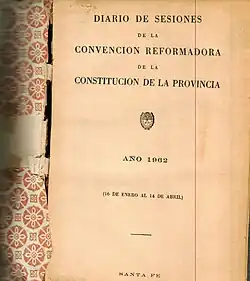 DIARIO DE SESIONES
DE LA
CONVENCION REFORMADORA
DE LA
CONSTITUCION DE LA PROVINCIA
AÑO 1962
(16 DE ENERO AL 14 DE ABRIL)
SANTA FE